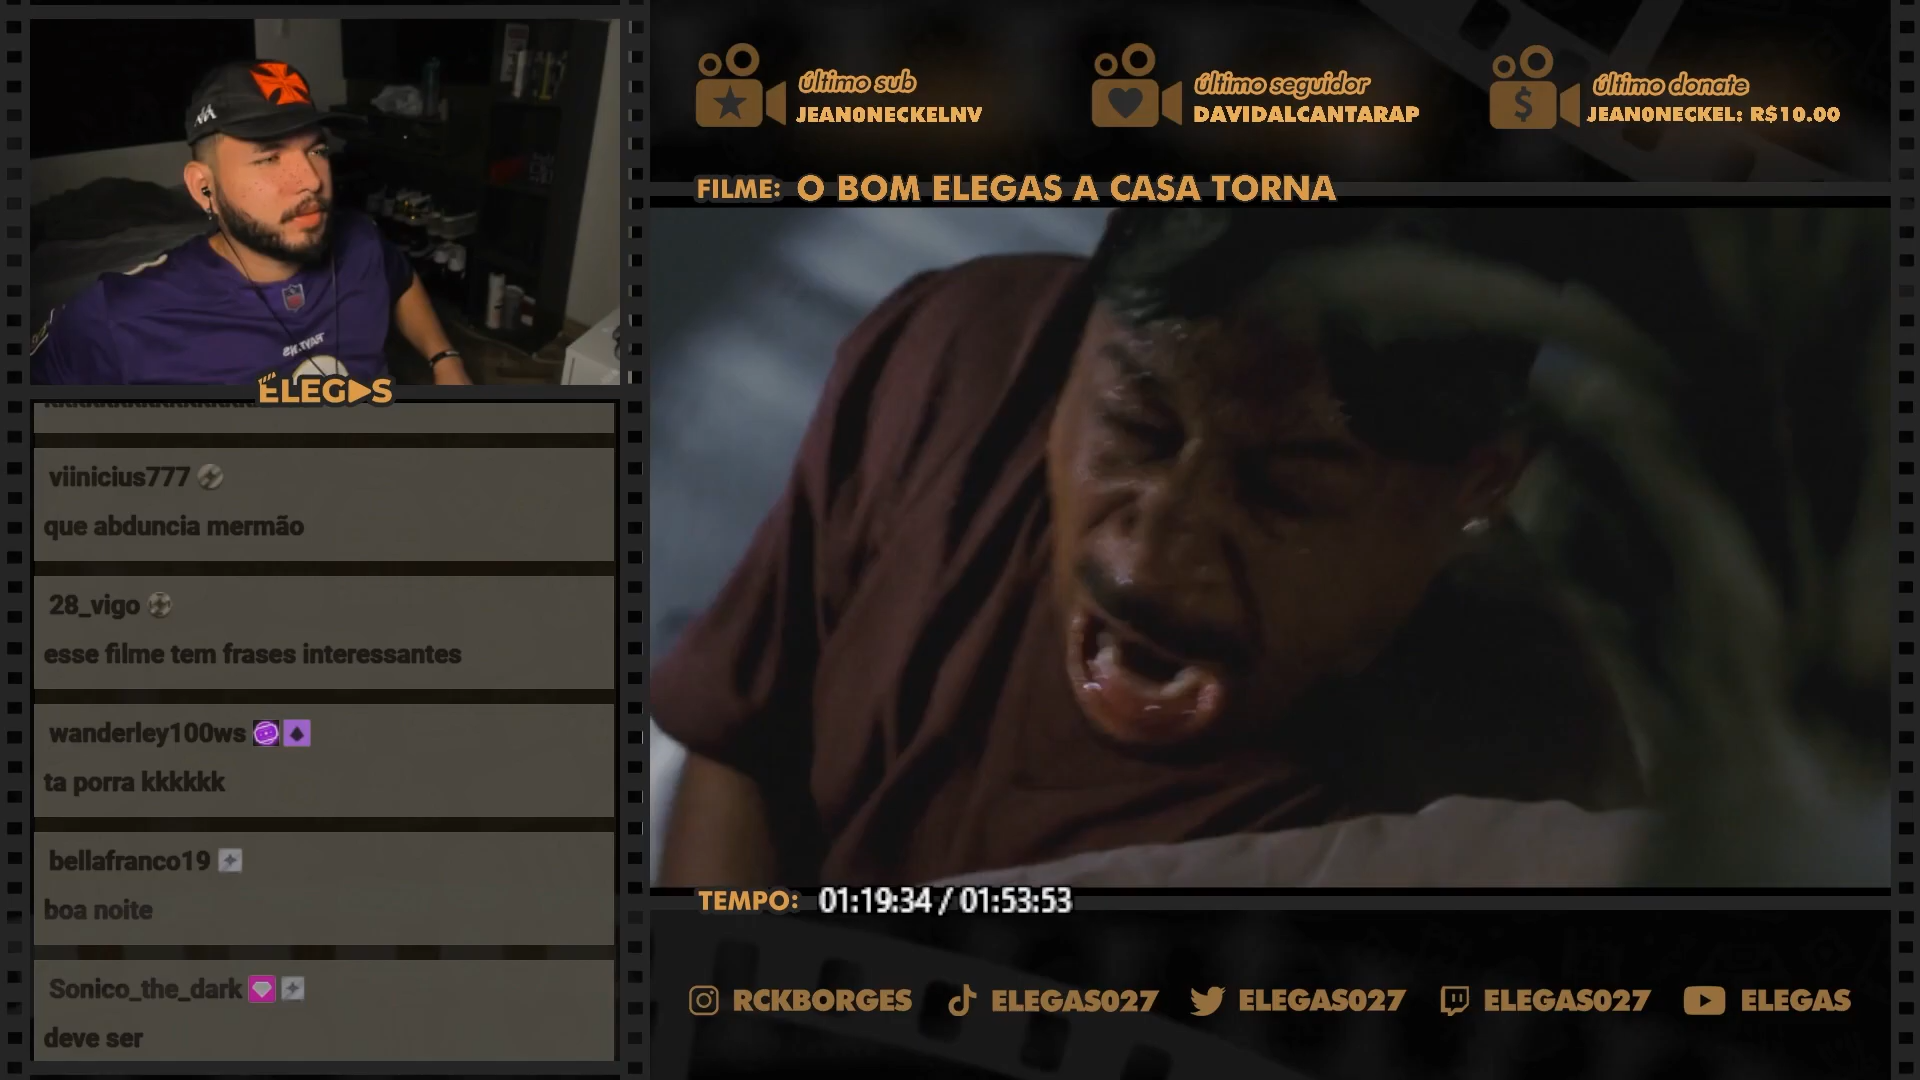 último sub
JEAN0NECKELNV
último seguidor
DAVIDALCANTARAP
último donate
JEAN0NECKEL: R$10.00
FILME: O BOM ELEGAS A CASA TORNA
ELEGAS
viinicius777
que abduncia mermão
28_vigo
esse filme tem frases interessantes
wanderley100ws
ta porra kkkkkk
bellafranco19
boa noite
Sonico_the_dark
deve ser
TEMPO: 01:19:34 / 01:53:53
RCKBORGES
ELEGAS027
ELEGAS027
ELEGAS027
ELEGAS